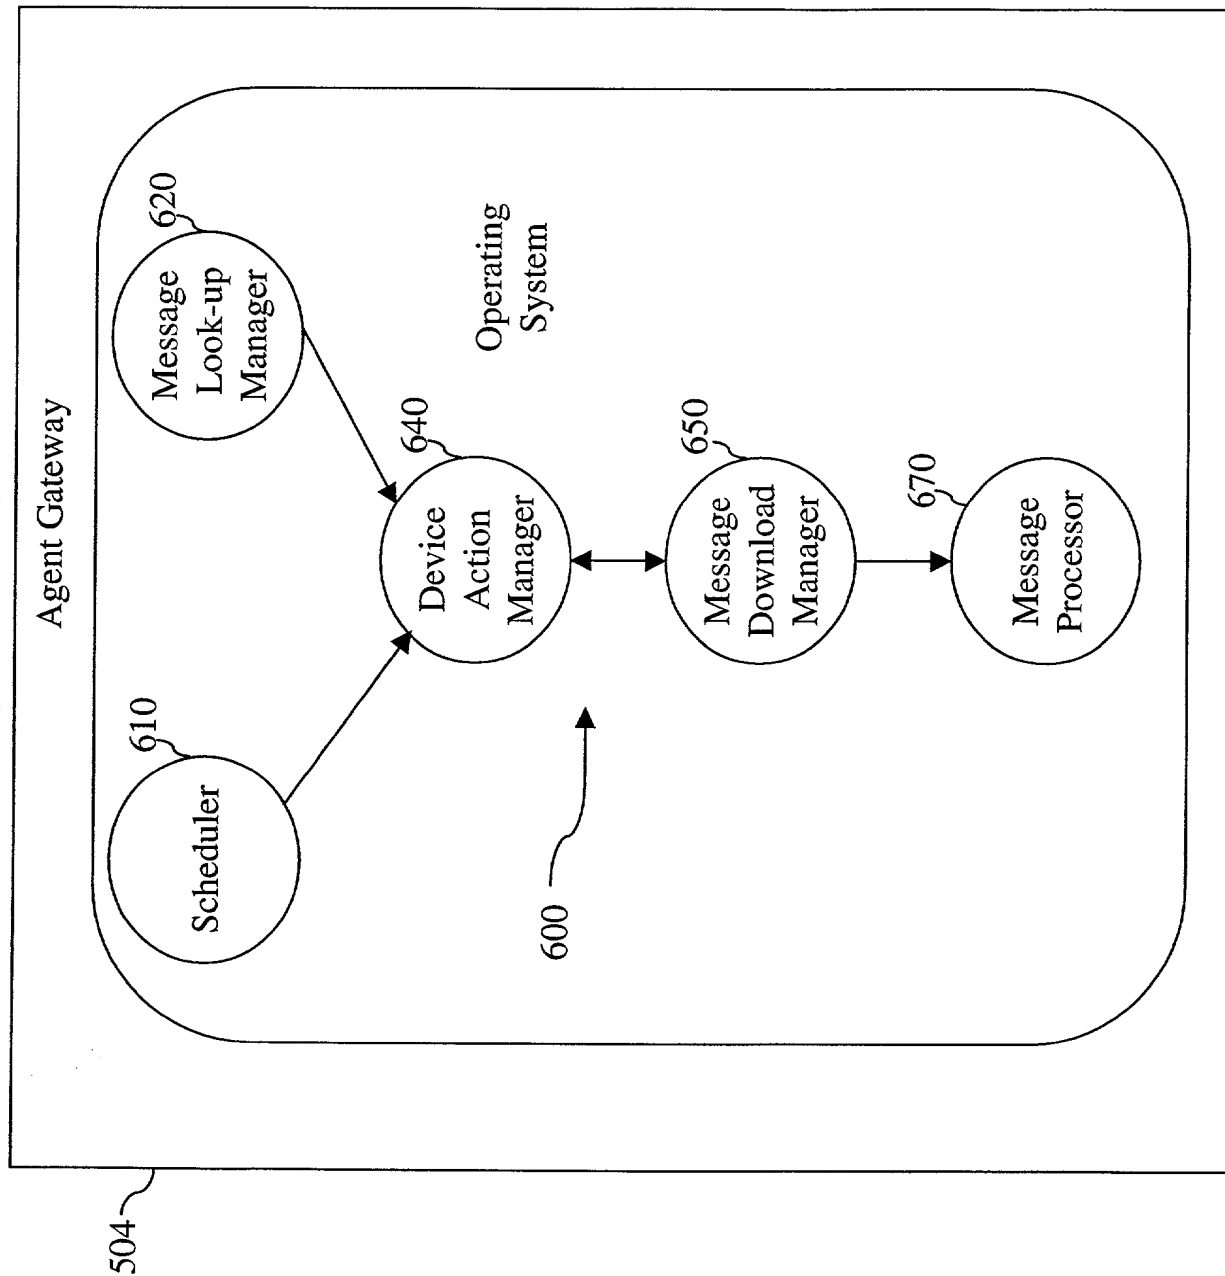 Agent Gateway
504
610
Scheduler
620
Message
Look-up
Manager
640
Device
Action
Manager
Operating
System
600
650
Message
Download
Manager
670
Message
Processor